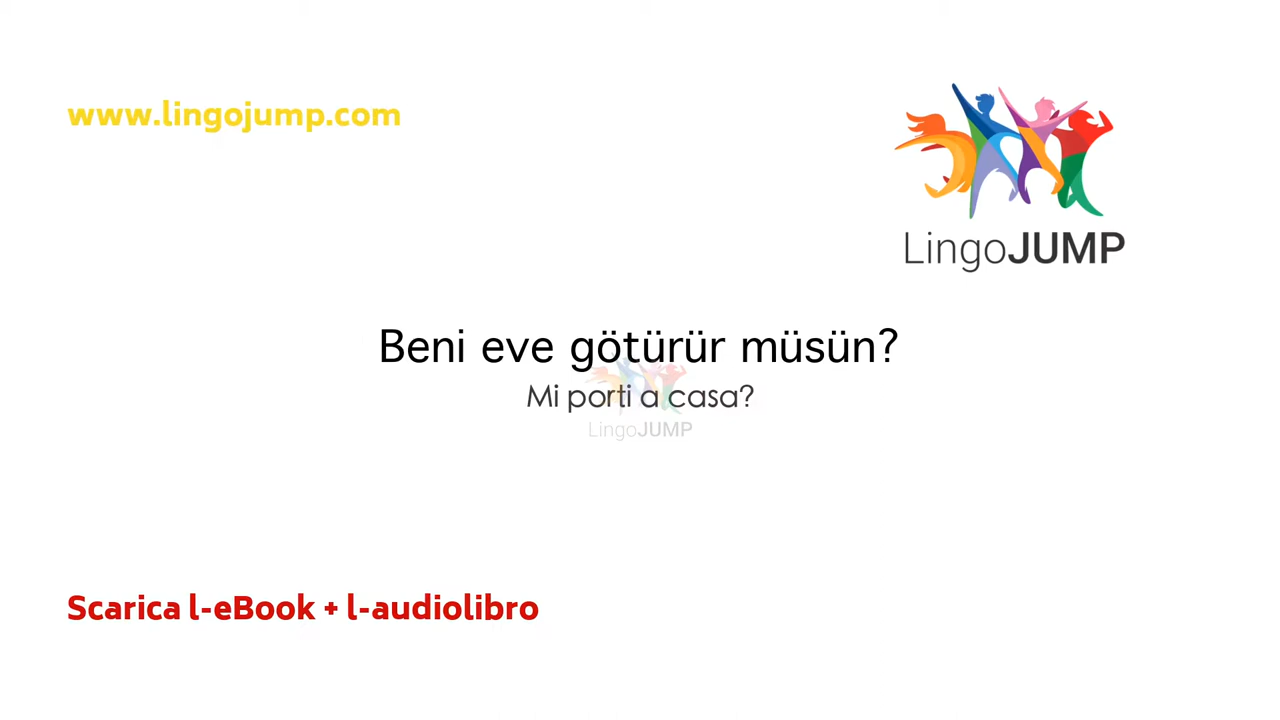 www.lingojump.com
LingoJUMP
Beni eve götürür müsün?
Mi porti a casa?
LingoJUMP
Scarica l-eBook + l-audiolibro